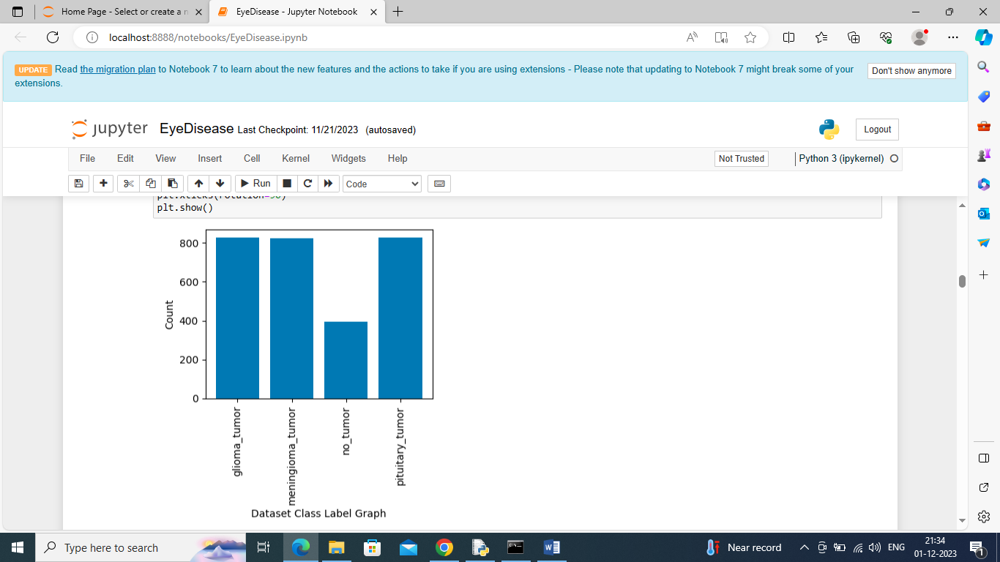 Home Page - Select or create a n
EyeDisease - Jupyter Notebook
localhost:8888/notebooks/EyeDisease.ipynb
UPDATE Read the migration plan to Notebook 7 to learn about the new features and the actions to take if you are using extensions - Please note that updating to Notebook 7 might break some of your
extensions.
Don't show anymore
jupyter EyeDisease Last Checkpoint: 11/21/2023 (autosaved)
Logout
File Edit View Insert Cell Kernel Widgets Help
Not Trusted
Python 3 (ipykernel)
Run
Code
plt.xticks(rotation=90)
plt.show()
800
600
400
200
0
Count
glioma_tumor
meningioma_tumor
no_tumor
pituitary_tumor
Dataset Class Label Graph
Type here to search
Near record
ENG
21:34
01-12-2023
1